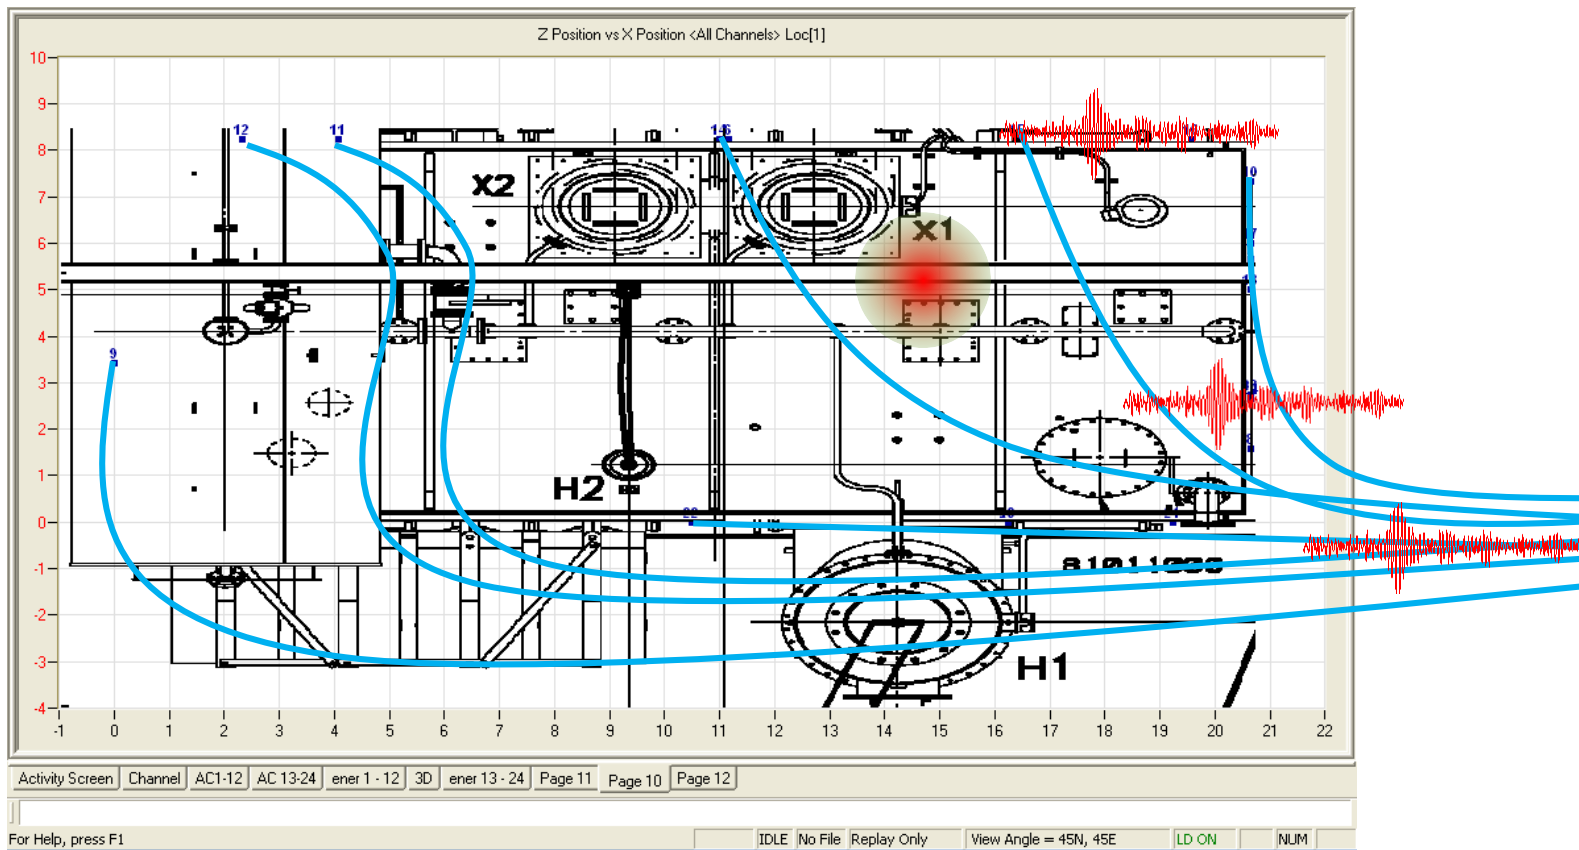 Z Position vs X Position <All Channels> Loc[1]
10
9
8
7
6
5
4
3
2
1
0
-1
-2
-3
-4
12
11
14
9
8
22
X2
X1
H2
H1
81011000
-1 0 1 2 3 4 5 6 7 8 9 10 11 12 13 14 15 16 17 18 19 20 21 22
Activity Screen Channel AC1-12 AC 13-24 ener 1 - 12 3D ener 13 - 24 Page 11 Page 10 Page 12
For Help, press F1 IDLE No File Replay Only View Angle = 45N, 45E LD ON NUM